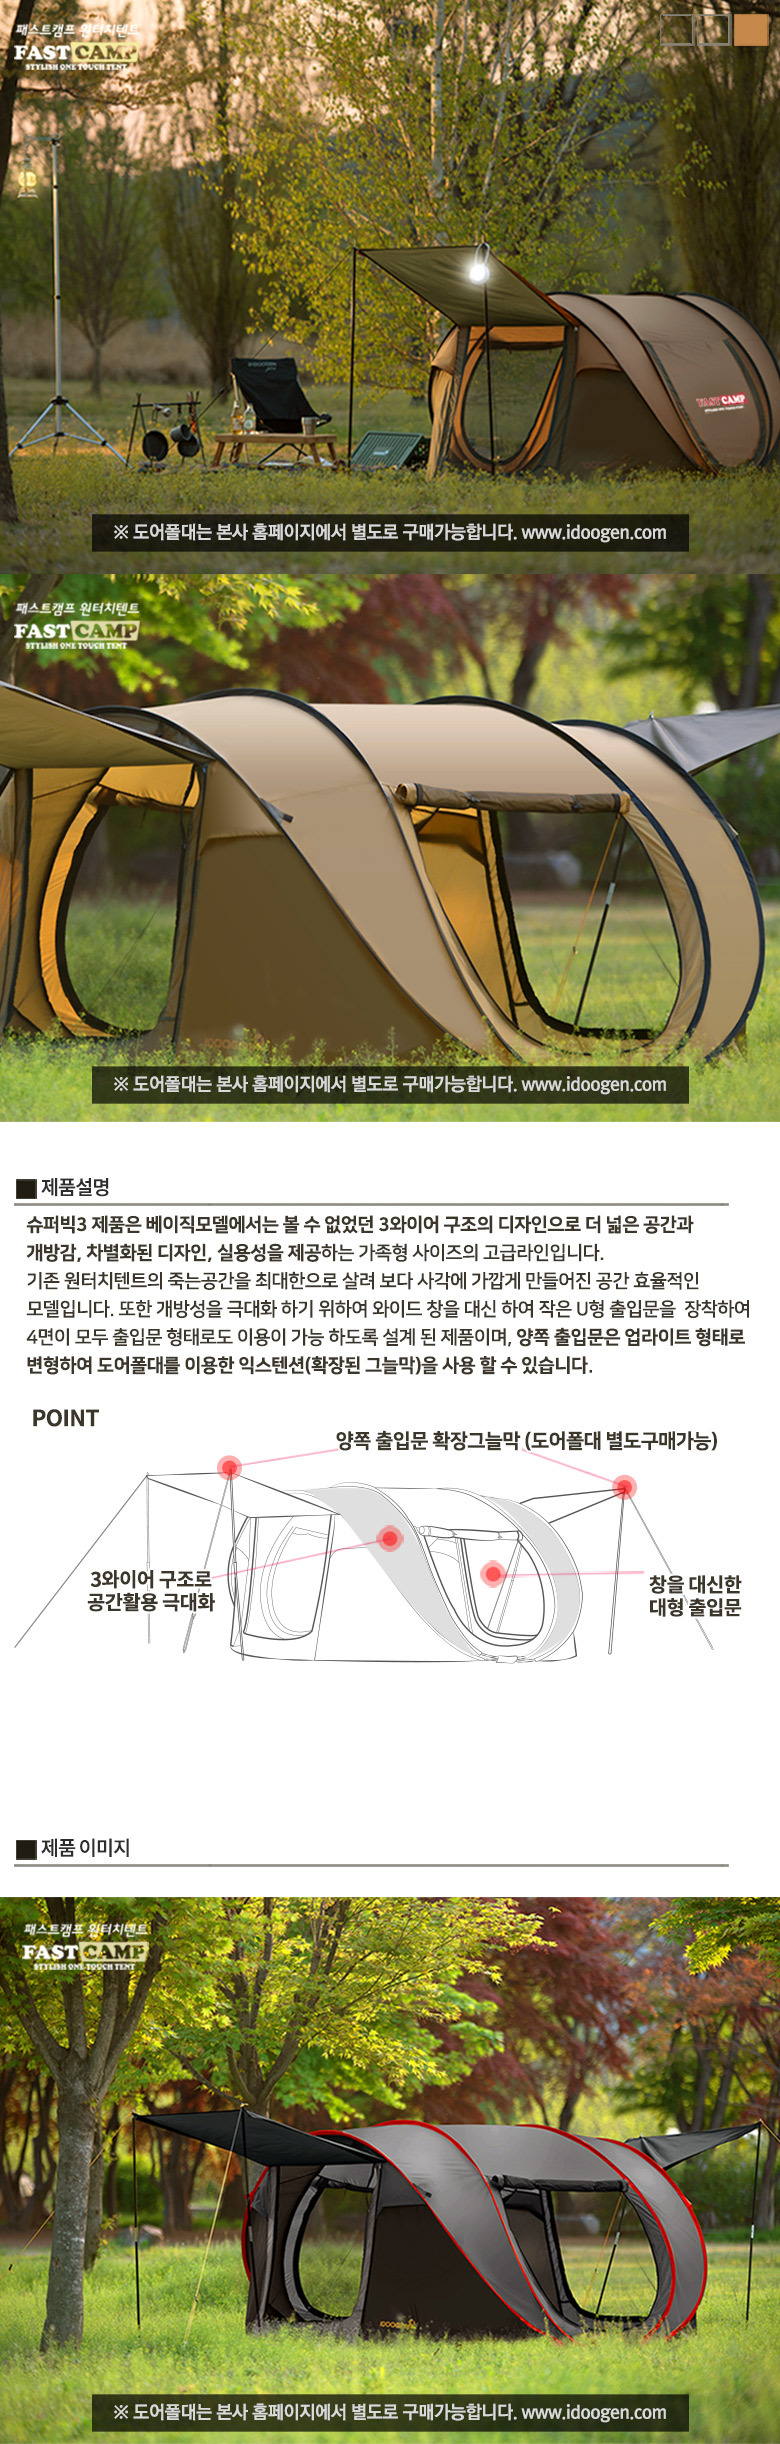 패스트캠프 원터치텐트
FAST CAMP
STYLISH ONE TOUCH TENT
FAST CAMP
※ 도어폴대는 본사 홈페이지에서 별도로 구매가능합니다. www.idoogen.com
패스트캠프 원터치텐트
FAST CAMP
STYLISH ONE TOUCH TENT
※ 도어폴대는 본사 홈페이지에서 별도로 구매가능합니다. www.idoogen.com
제품설명
슈퍼빅3 제품은 베이직모델에서는 볼 수 없었던 3와이어 구조의 디자인으로 더 넓은 공간과
개방감, 차별화된 디자인, 실용성을 제공하는 가족형 사이즈의 고급라인입니다.
기존 원터치텐트의 죽는공간을 최대한으로 살려 보다 사각에 가깝게 만들어진 공간 효율적인
모델입니다. 또한 개방성을 극대화 하기 위하여 와이드 창을 대신 하여 작은 U형 출입문을 장착하여
4면이 모두 출입문 형태로도 이용이 가능 하도록 설계 된 제품이며, 양쪽 출입문은 업라이트 형태로
변형하여 도어폴대를 이용한 익스텐션(확장된 그늘막)을 사용 할 수 있습니다.
POINT
양쪽 출입문 확장그늘막 (도어폴대 별도구매가능)
3와이어 구조로
공간활용 극대화
창을 대신한
대형 출입문
제품 이미지
패스트캠프 원터치텐트
FAST CAMP
STYLISH ONE TOUCH TENT
※ 도어폴대는 본사 홈페이지에서 별도로 구매가능합니다. www.idoogen.com